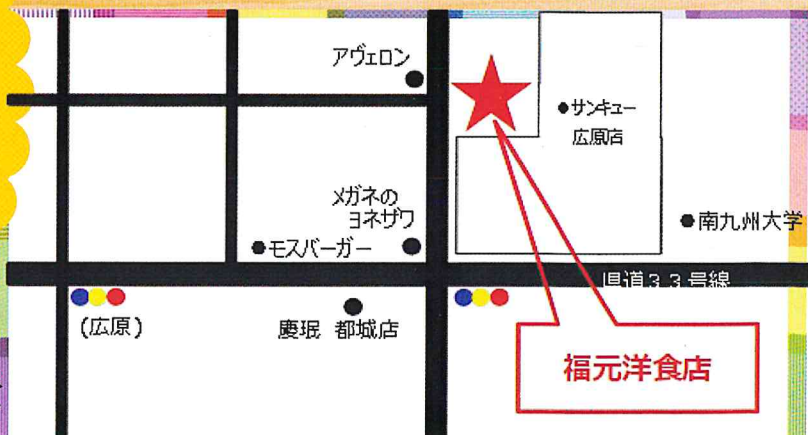 アヴェロン
●サンキュー
広原店
メガネの
ヨネザワ
●モスバーガー
●南九州大学
県道33号線
(広原)
慶珉 都城店
福元洋食店